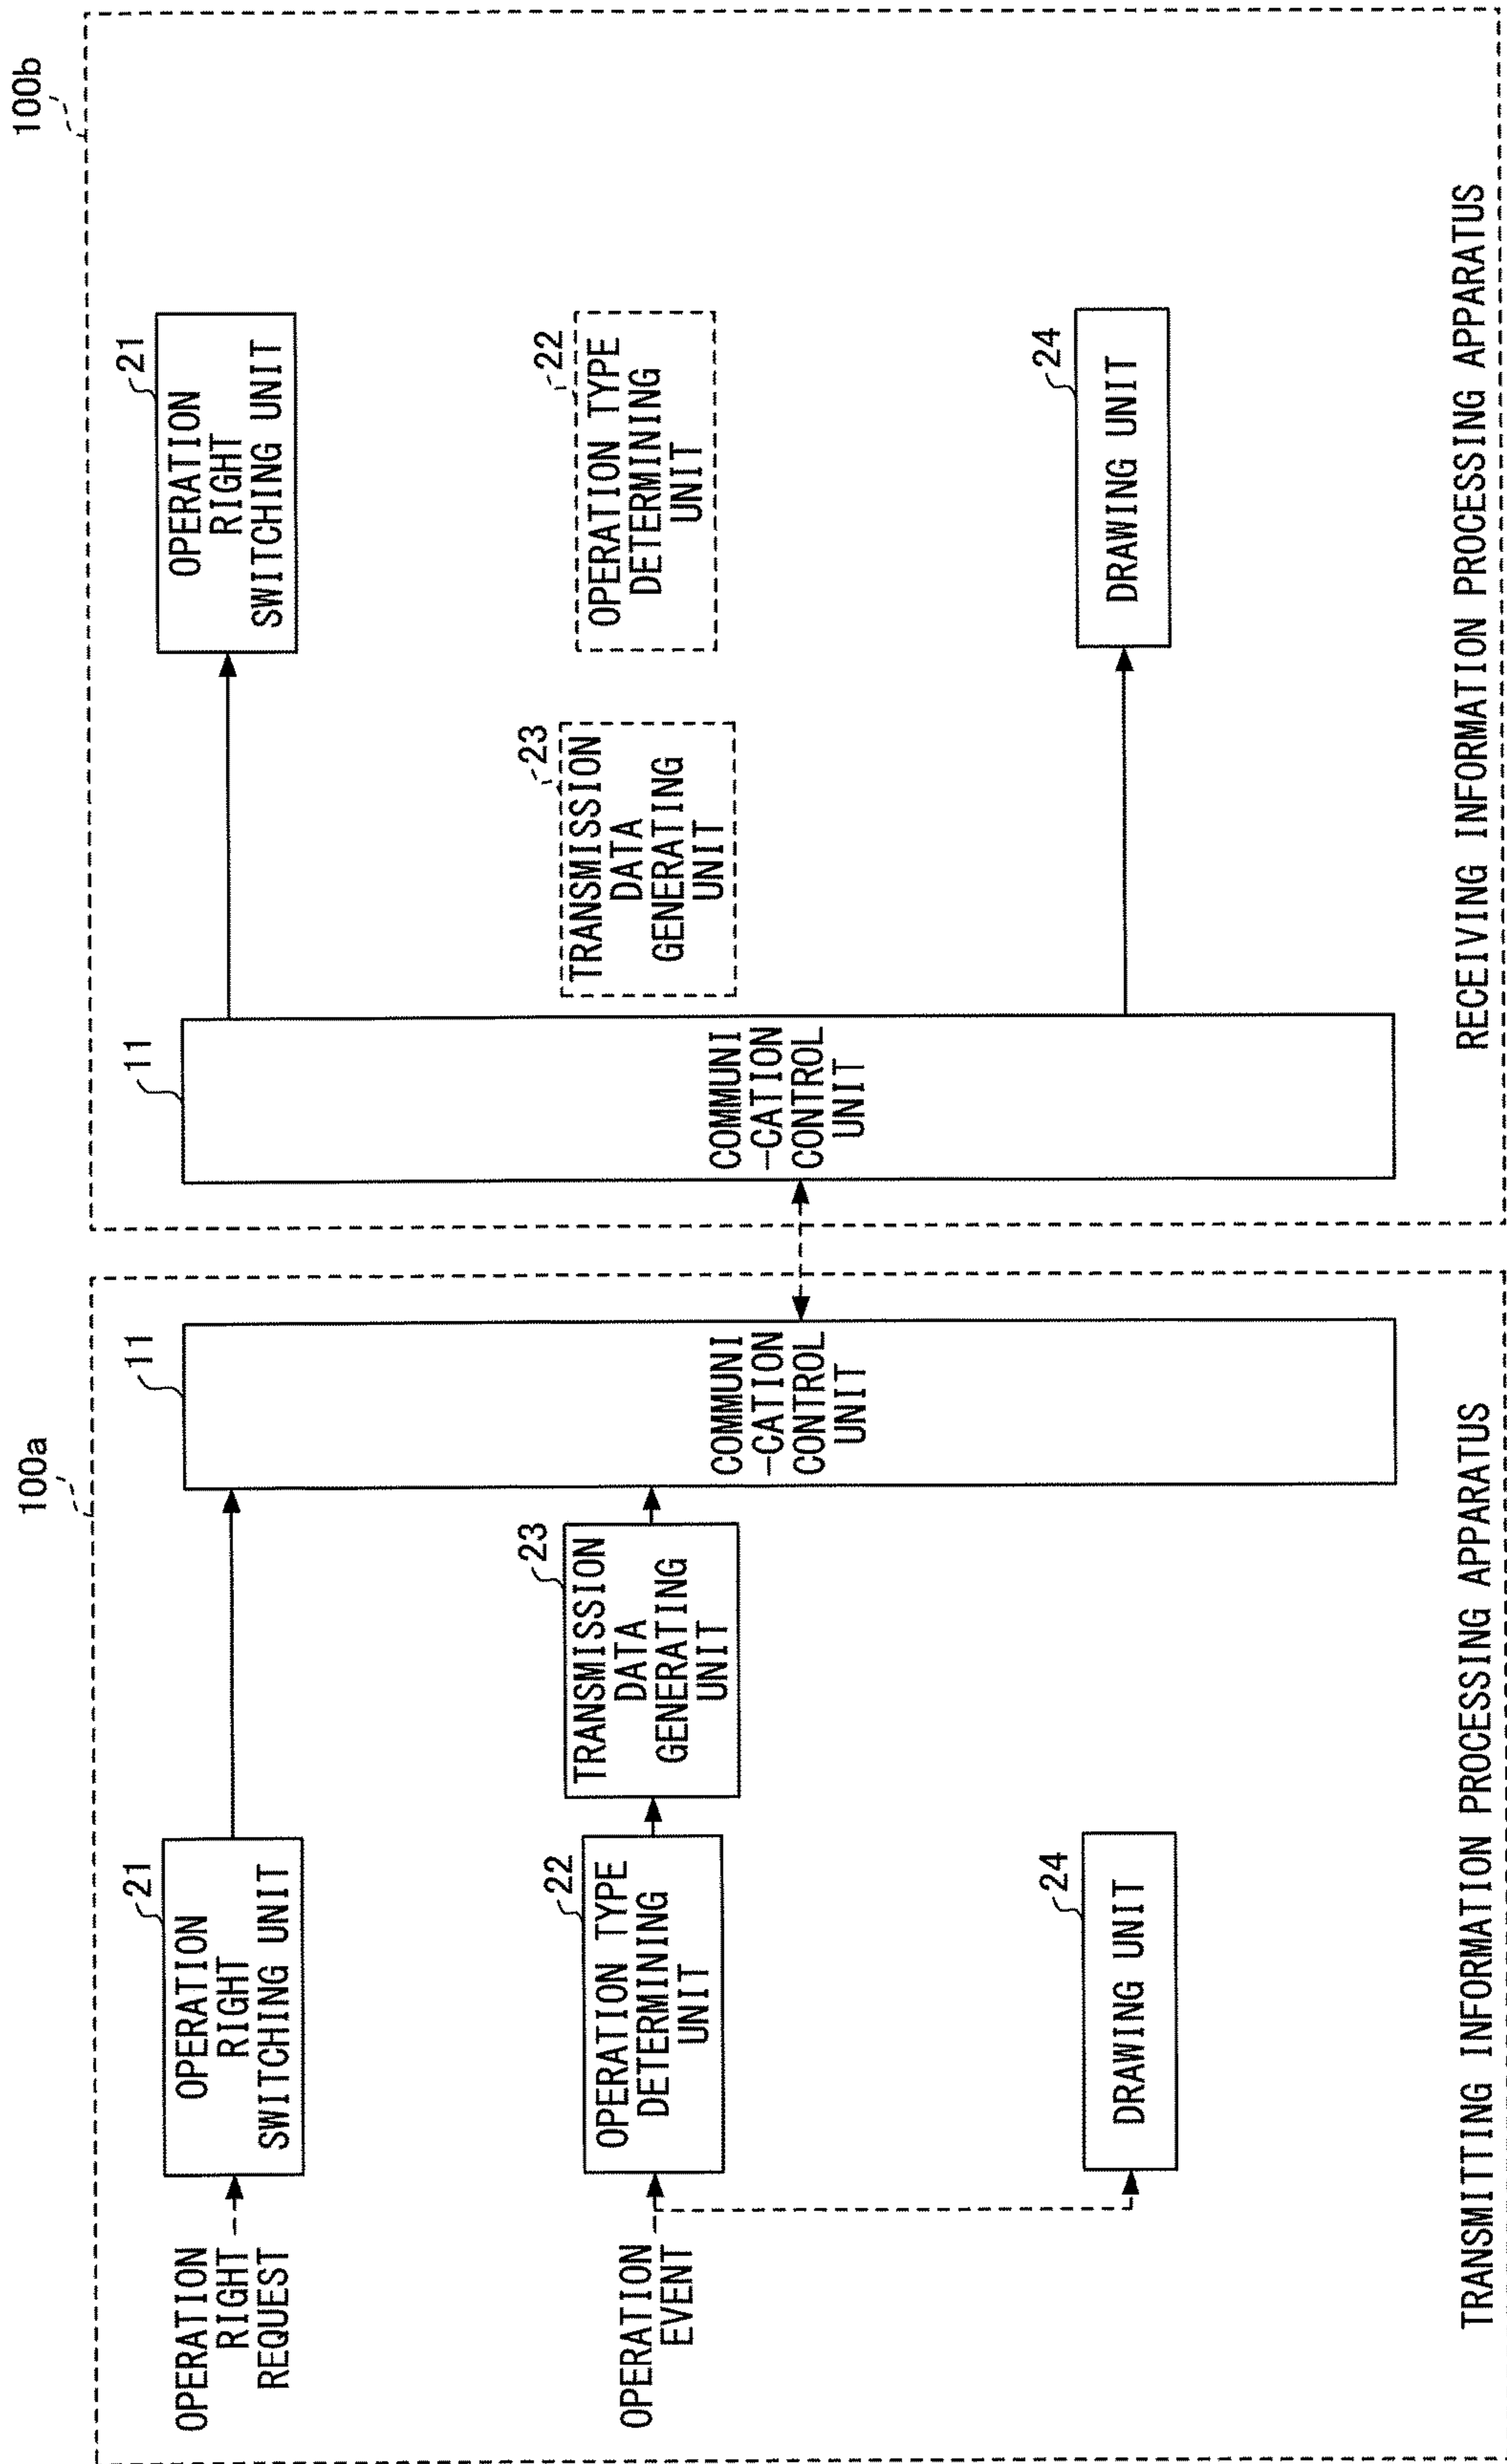 100a
OPERATION
RIGHT
REQUEST
21
OPERATION
RIGHT
SWITCHING UNIT
11
COMMUNI
-CATION
CONTROL
UNIT
OPERATION
EVENT
22
OPERATION TYPE
DETERMINING
UNIT
23
TRANSMISSION
DATA
GENERATING
UNIT
24
DRAWING UNIT
TRANSMITTING INFORMATION PROCESSING APPARATUS
100b
11
COMMUNI
-CATION
CONTROL
UNIT
21
OPERATION
RIGHT
SWITCHING UNIT
23
TRANSMISSION
DATA
GENERATING
UNIT
22
OPERATION TYPE
DETERMINING
UNIT
24
DRAWING UNIT
RECEIVING INFORMATION PROCESSING APPARATUS